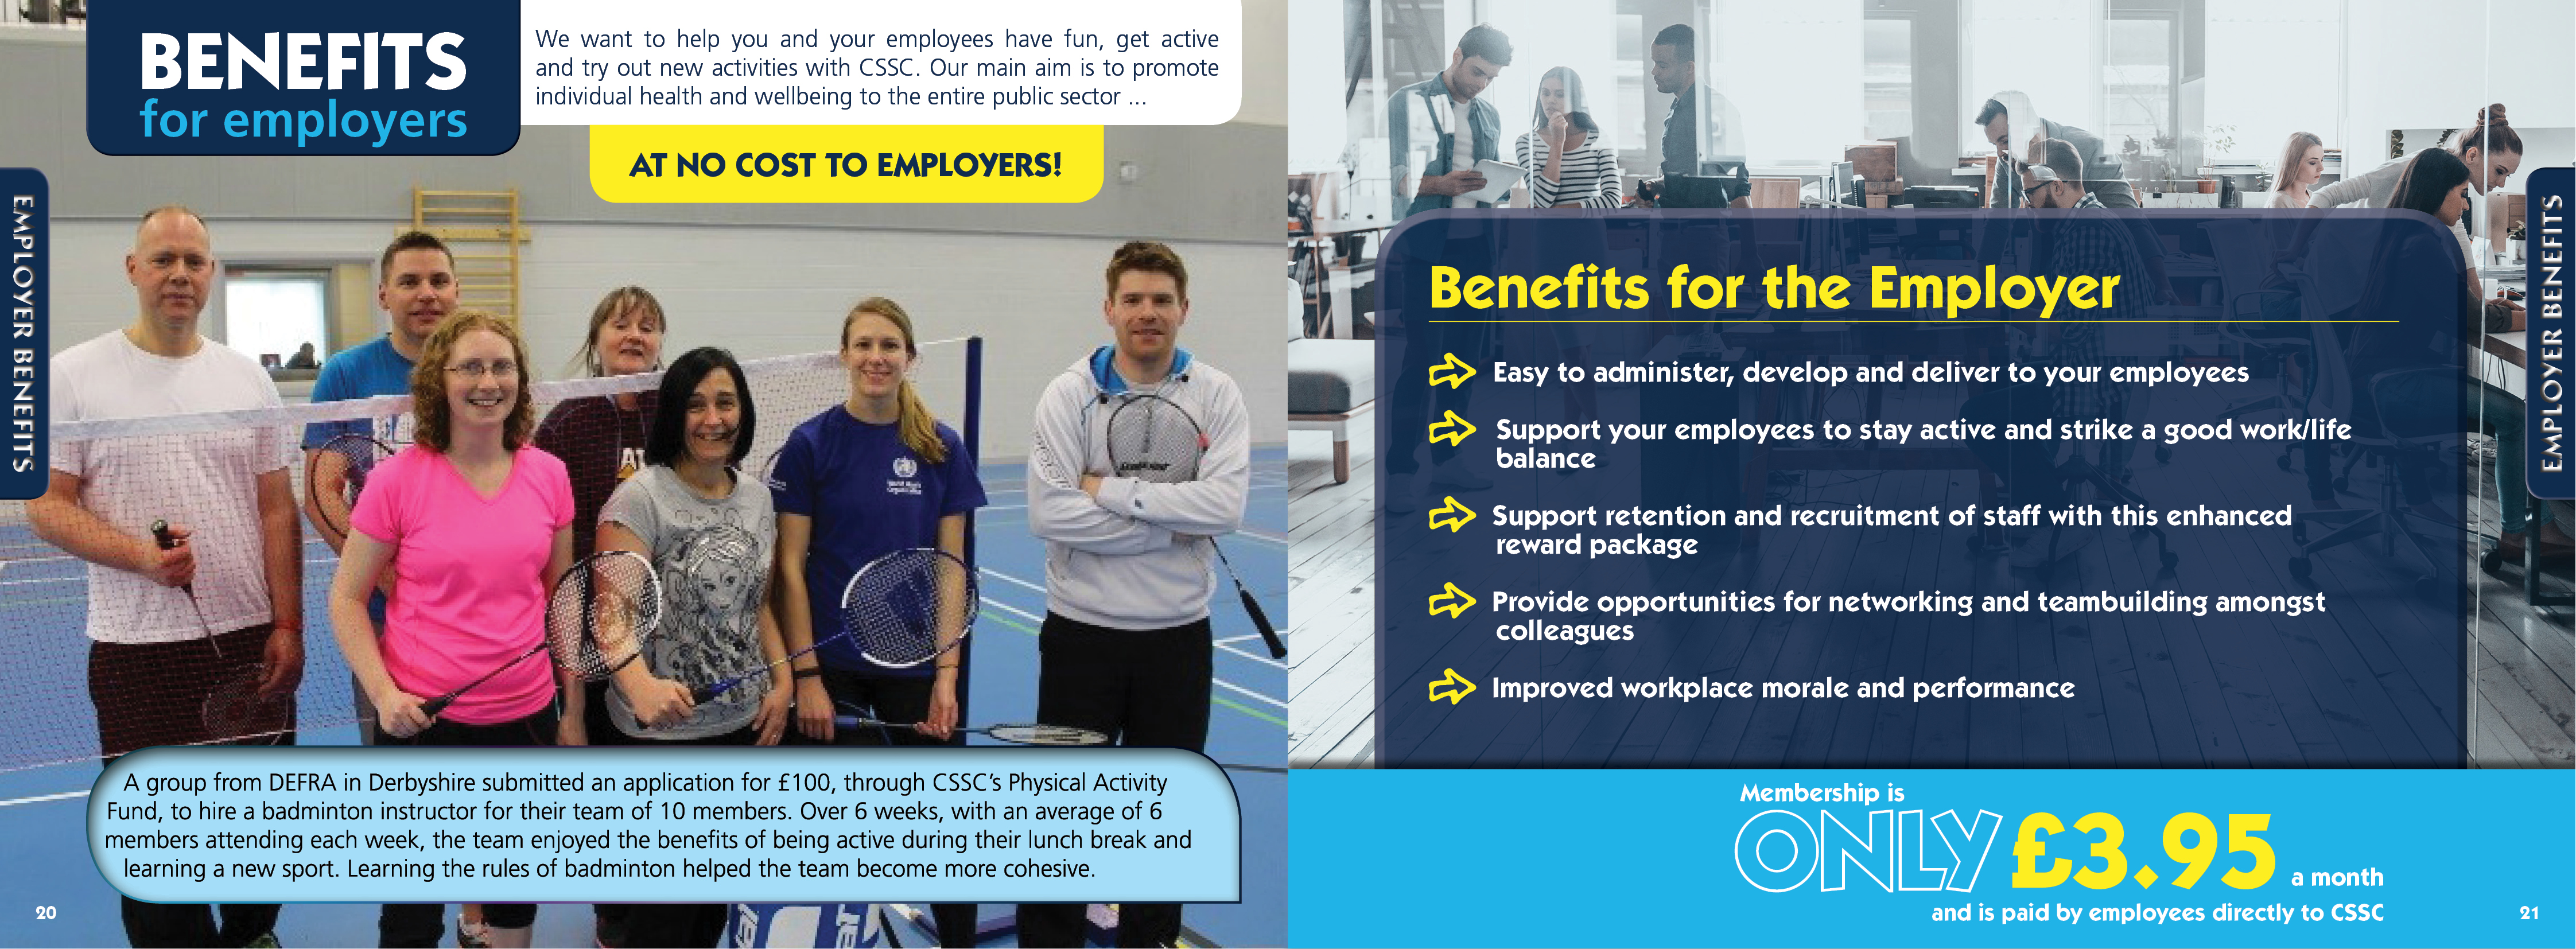 BENEFITS
for employers
We want to help you and your employees have fun, get active
and try out new activities with CSSC. Our main aim is to promote
individual health and wellbeing to the entire public sector ...
AT NO COST TO EMPLOYERS!
EMPLOYER BENEFITS
A group from DEFRA in Derbyshire submitted an application for £100, through CSSC's Physical Activity
Fund, to hire a badminton instructor for their team of 10 members. Over 6 weeks, with an average of 6
members attending each week, the team enjoyed the benefits of being active during their lunch break and
learning a new sport. Learning the rules of badminton helped the team become more cohesive.
20
Benefits for the Employer
Easy to administer, develop and deliver to your employees
Support your employees to stay active and strike a good work/life
balance
Support retention and recruitment of staff with this enhanced
reward package
Provide opportunities for networking and teambuilding amongst
colleagues
Improved workplace morale and performance
EMPLOYER BENEFITS
Membership is
ONLY £3.95 a month
and is paid by employees directly to CSSC
21